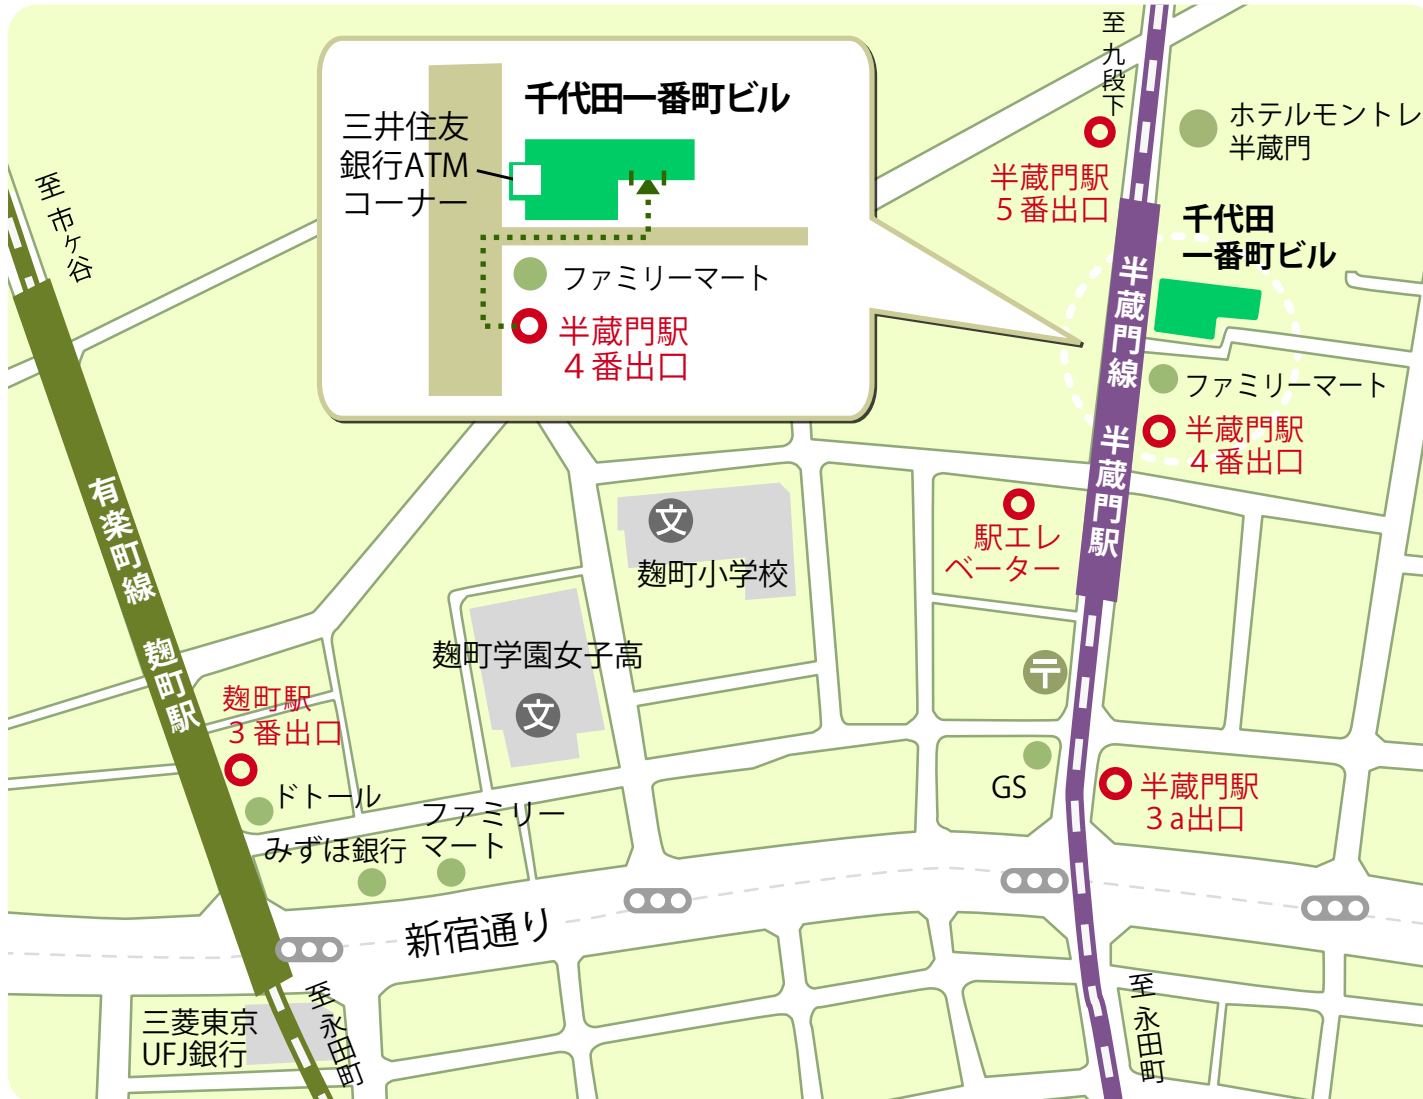 千代田一番町ビル
三井住友
銀行ATM
コーナー
ファミリーマート
半蔵門駅
４番出口
至 九段下
ホテルモントレ
半蔵門
半蔵門駅
５番出口
千代田
一番町ビル
半蔵門線 半蔵門駅
ファミリーマート
半蔵門駅
４番出口
至 市ヶ谷
有楽町線 麹町駅
文
麹町小学校
駅エレ
ベーター
麹町学園女子高
文
〒
麹町駅
３番出口
ドトール
みずほ銀行
ファミリー
マート
GS
半蔵門駅
３a出口
新宿通り
三菱東京
UFJ銀行
至 永田町
至 永田町